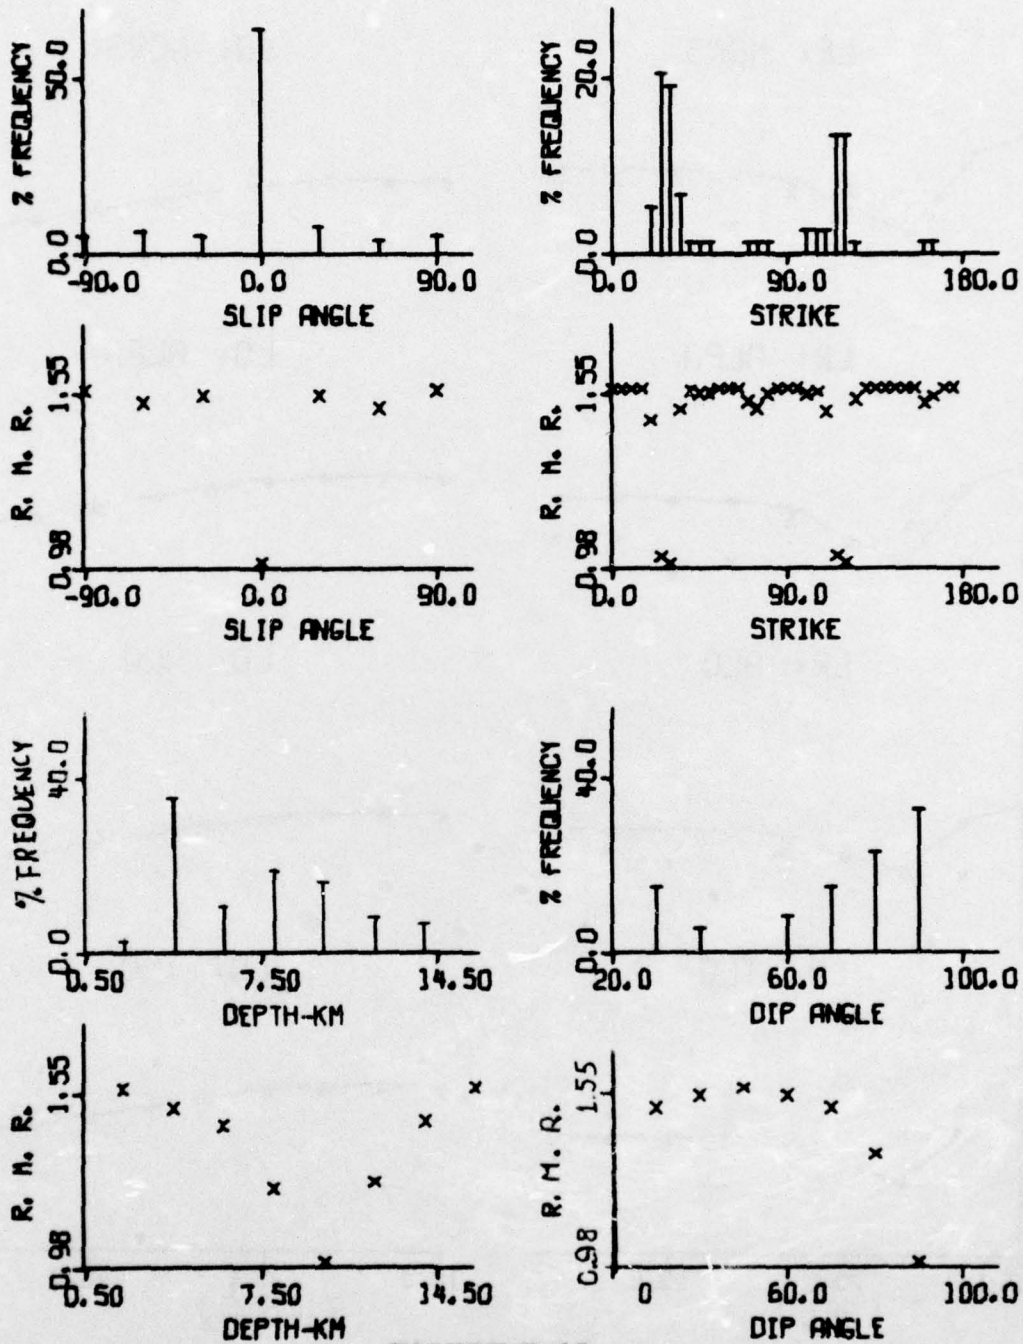 % FREQUENCY
50.0
0.0
-90.0 0.0 90.0
SLIP ANGLE
% FREQUENCY
20.0
0.0
0.0 90.0 180.0
STRIKE
R. M. R.
1.55
0.98
-90.0 0.0 90.0
SLIP ANGLE
R. M. R.
1.55
0.98
0.0 90.0 180.0
STRIKE
% FREQUENCY
40.0
0.0
0.50 7.50 14.50
DEPTH-KM
% FREQUENCY
40.0
0.0
20.0 60.0 100.0
DIP ANGLE
R. M. R.
1.55
0.98
0.50 7.50 14.50
DEPTH-KM
R. M. R.
1.55
0.98
0 60.0 100.0
DIP ANGLE